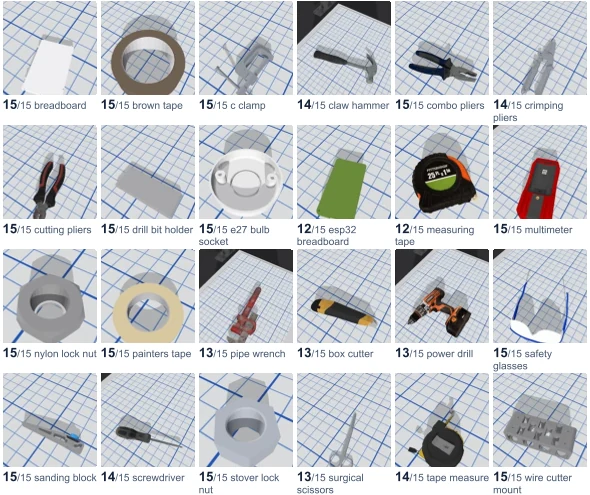 15/15 breadboard
15/15 brown tape
15/15 c clamp
14/15 claw hammer
15/15 combo pliers
14/15 crimping
pliers
15/15 cutting pliers
15/15 drill bit holder
15/15 e27 bulb
socket
12/15 esp32
breadboard
25'x1"
12/15 measuring
tape
15/15 multimeter
15/15 nylon lock nut
15/15 painters tape
13/15 pipe wrench
13/15 box cutter
13/15 power drill
15/15 safety
glasses
15/15 sanding block
14/15 screwdriver
15/15 stover lock
nut
13/15 surgical
scissors
14/15 tape measure
15/15 wire cutter
mount